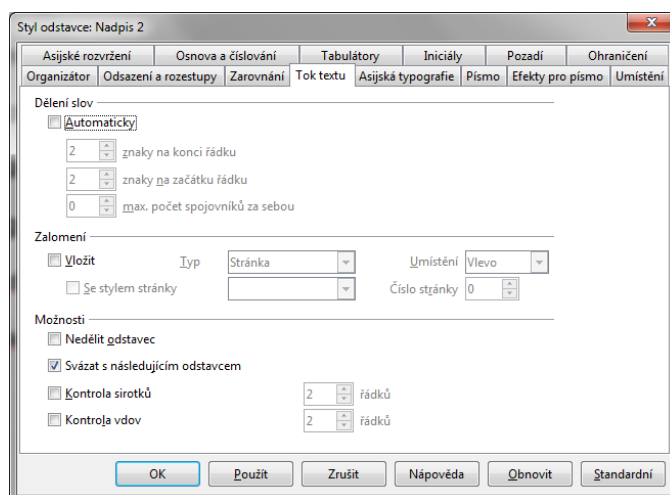 Styl odstavce: Nadpis 2
Asijské rozvržení Osnova a číslování Tabulátory Iniciály Pozadí Ohraničení
Organizátor Odsazení a rozestupy Zarovnání Tok textu Asijská typografie Písmo Efekty pro písmo Umístění
Dělení slov
Automaticky
2 znaky na konci řádku
2 znaky na začátku řádku
0 max. počet spojovníků za sebou
Zalomení
Vložit Typ Stránka Umístění Vlevo
Se stylem stránky Číslo stránky 0
Možnosti
Nedělit odstavec
Svázat s následujícím odstavcem
Kontrola sirotků 2 řádků
Kontrola vdov 2 řádků
OK Použít Zrušit Nápověda Obnovit Standardní